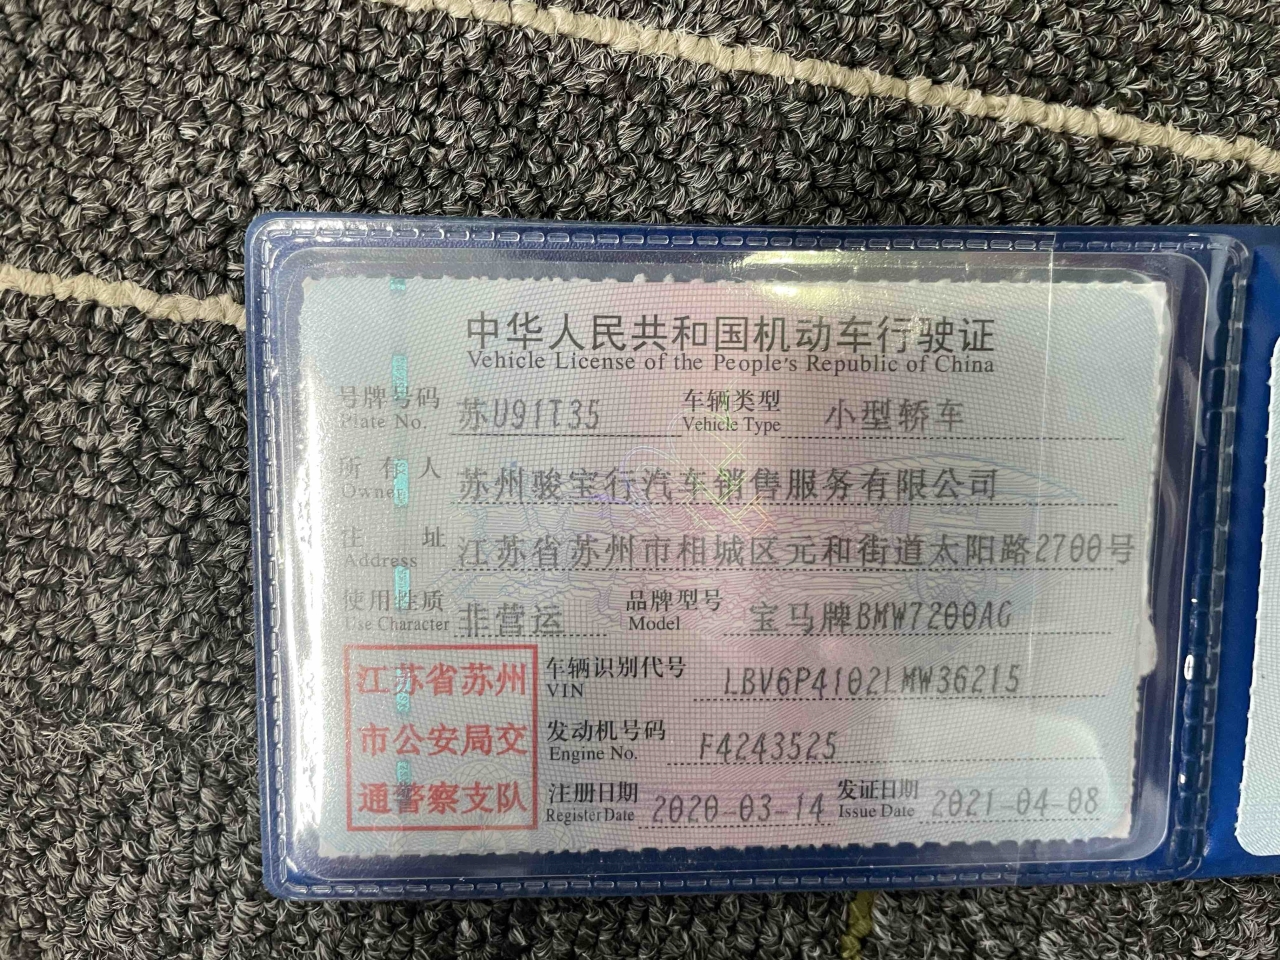 中华人民共和国机动车行驶证
Vehicle License of the People's Republic of China
号牌号码 苏U91T35 车辆类型 小型轿车
Plate No. Vehicle Type
所有人 苏州骏宝行汽车销售服务有限公司
Owner
住址 江苏省苏州市相城区元和街道太阳路2700号
Address
使用性质 非营运 品牌型号 宝马牌BMW7200AG
Use Character Model
江苏省苏州
市公安局交
通警察支队
车辆识别代号 LBV6P4102LMW36215
VIN
发动机号码 F4243525
Engine No.
注册日期 2020-03-14 发证日期 2021-04-08
Register Date Issue Date